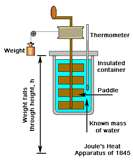 Thermometer
Weight
Insulated
container
Weight falls
through height, h
Paddle
Known mass of
water
Joule's Heat
Apparatus of 1845